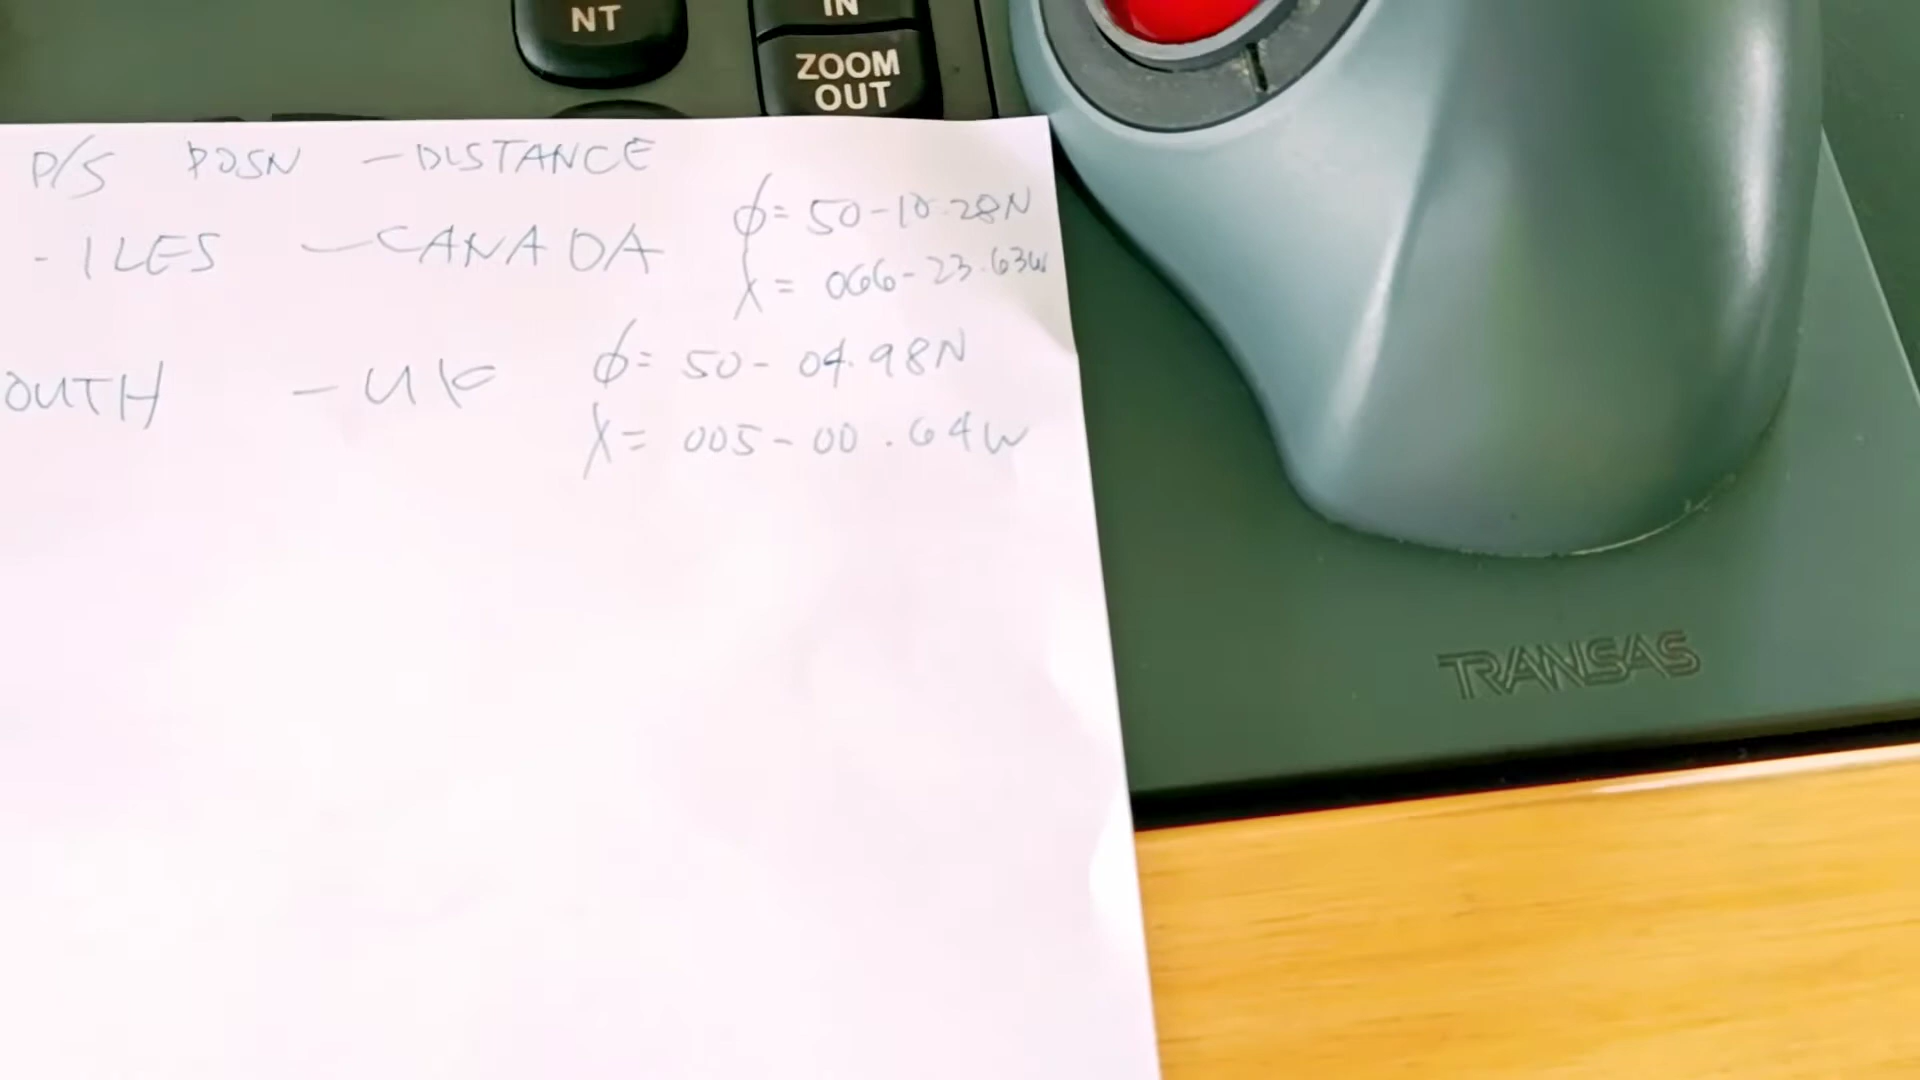 NT
IN
ZOOM
OUT
P/S POSN - DISTANCE
- ILES - CANADA φ = 50-10.28N
λ = 066-23.63W
OUTH - UK φ = 50-04.98N
λ = 005-00.64W
TRANSAS